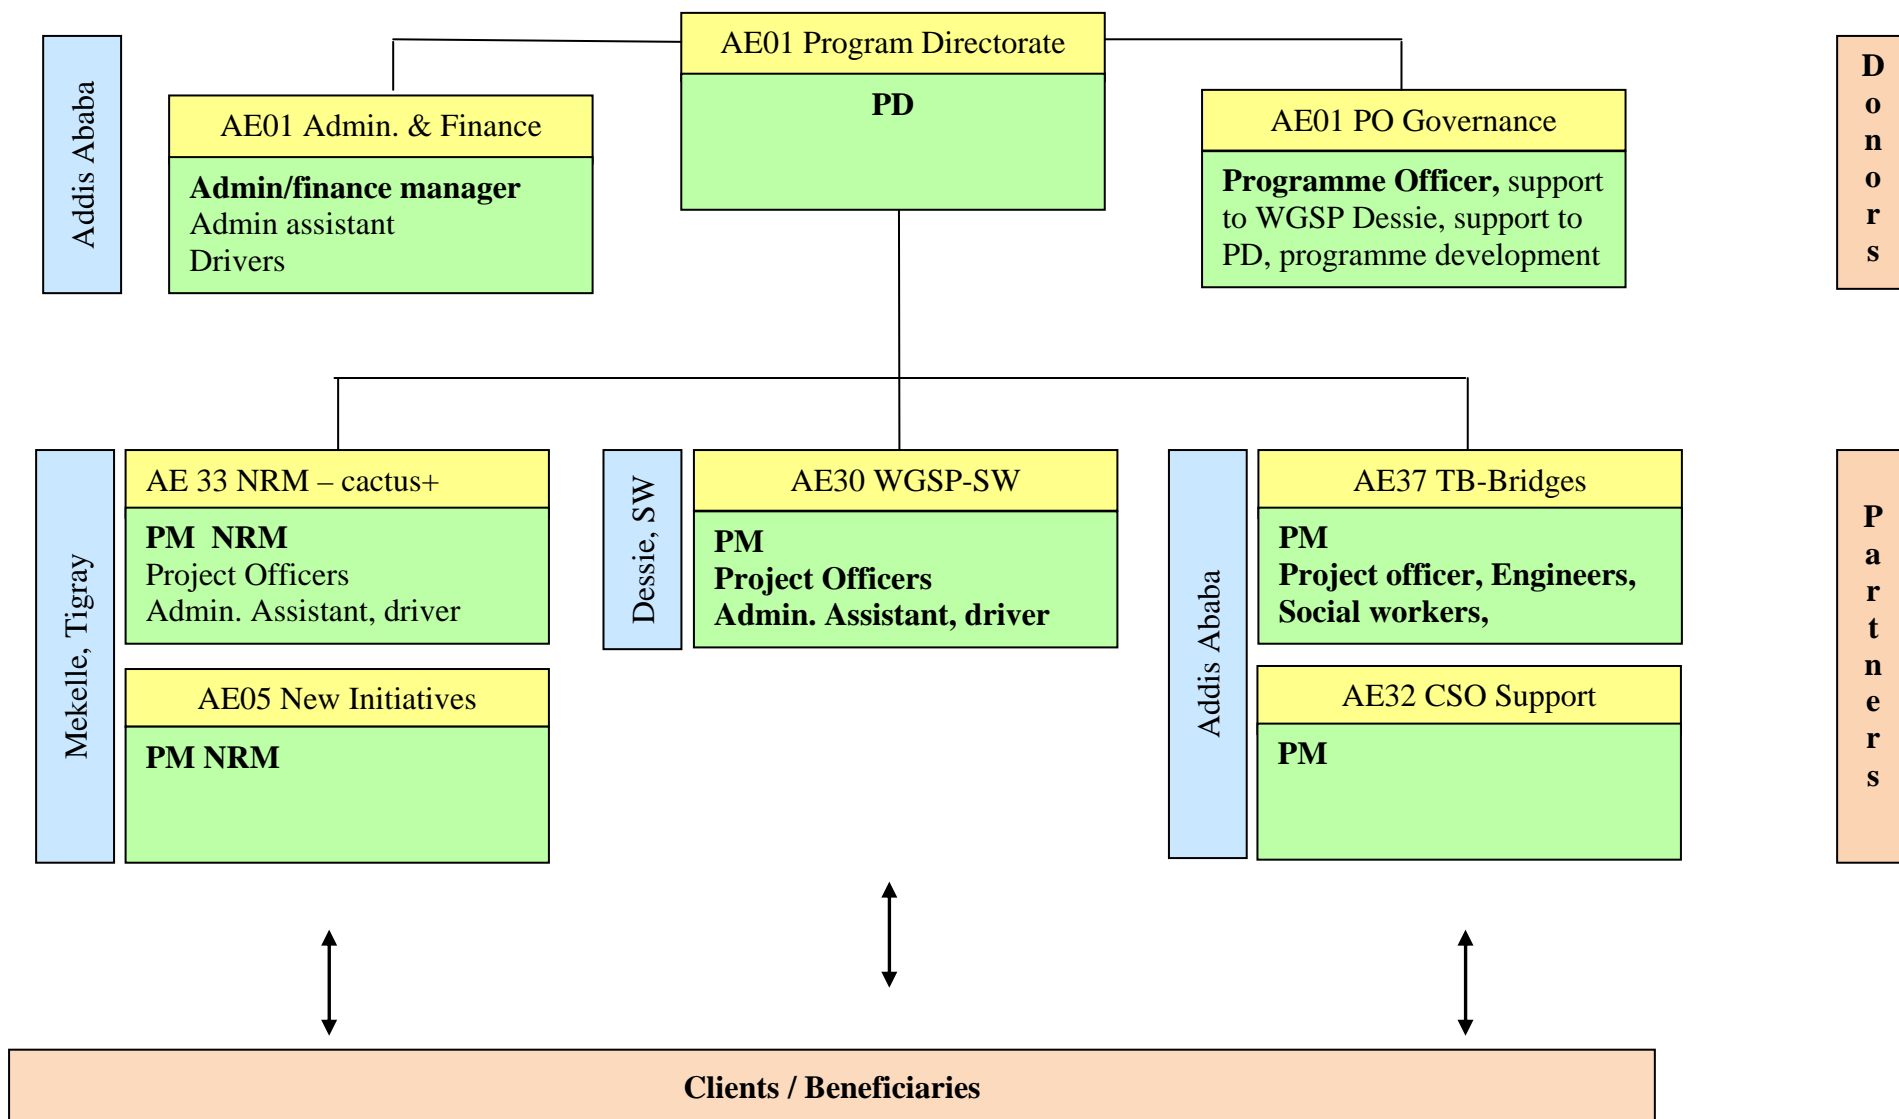 AE01 Program Directorate
PD
Addis Ababa
AE01 Admin. & Finance
Admin/finance manager
Admin assistant
Drivers
AE01 PO Governance
Programme Officer, support
to WGSP Dessie, support to
PD, programme development
Donors
Mekelle, Tigray
AE 33 NRM – cactus+
PM  NRM
Project Officers
Admin. Assistant, driver
AE05 New Initiatives
PM NRM
Dessie, SW
AE30 WGSP-SW
PM
Project Officers
Admin. Assistant, driver
Addis Ababa
AE37 TB-Bridges
PM
Project officer, Engineers,
Social workers,
AE32 CSO Support
PM
Partners
Clients / Beneficiaries